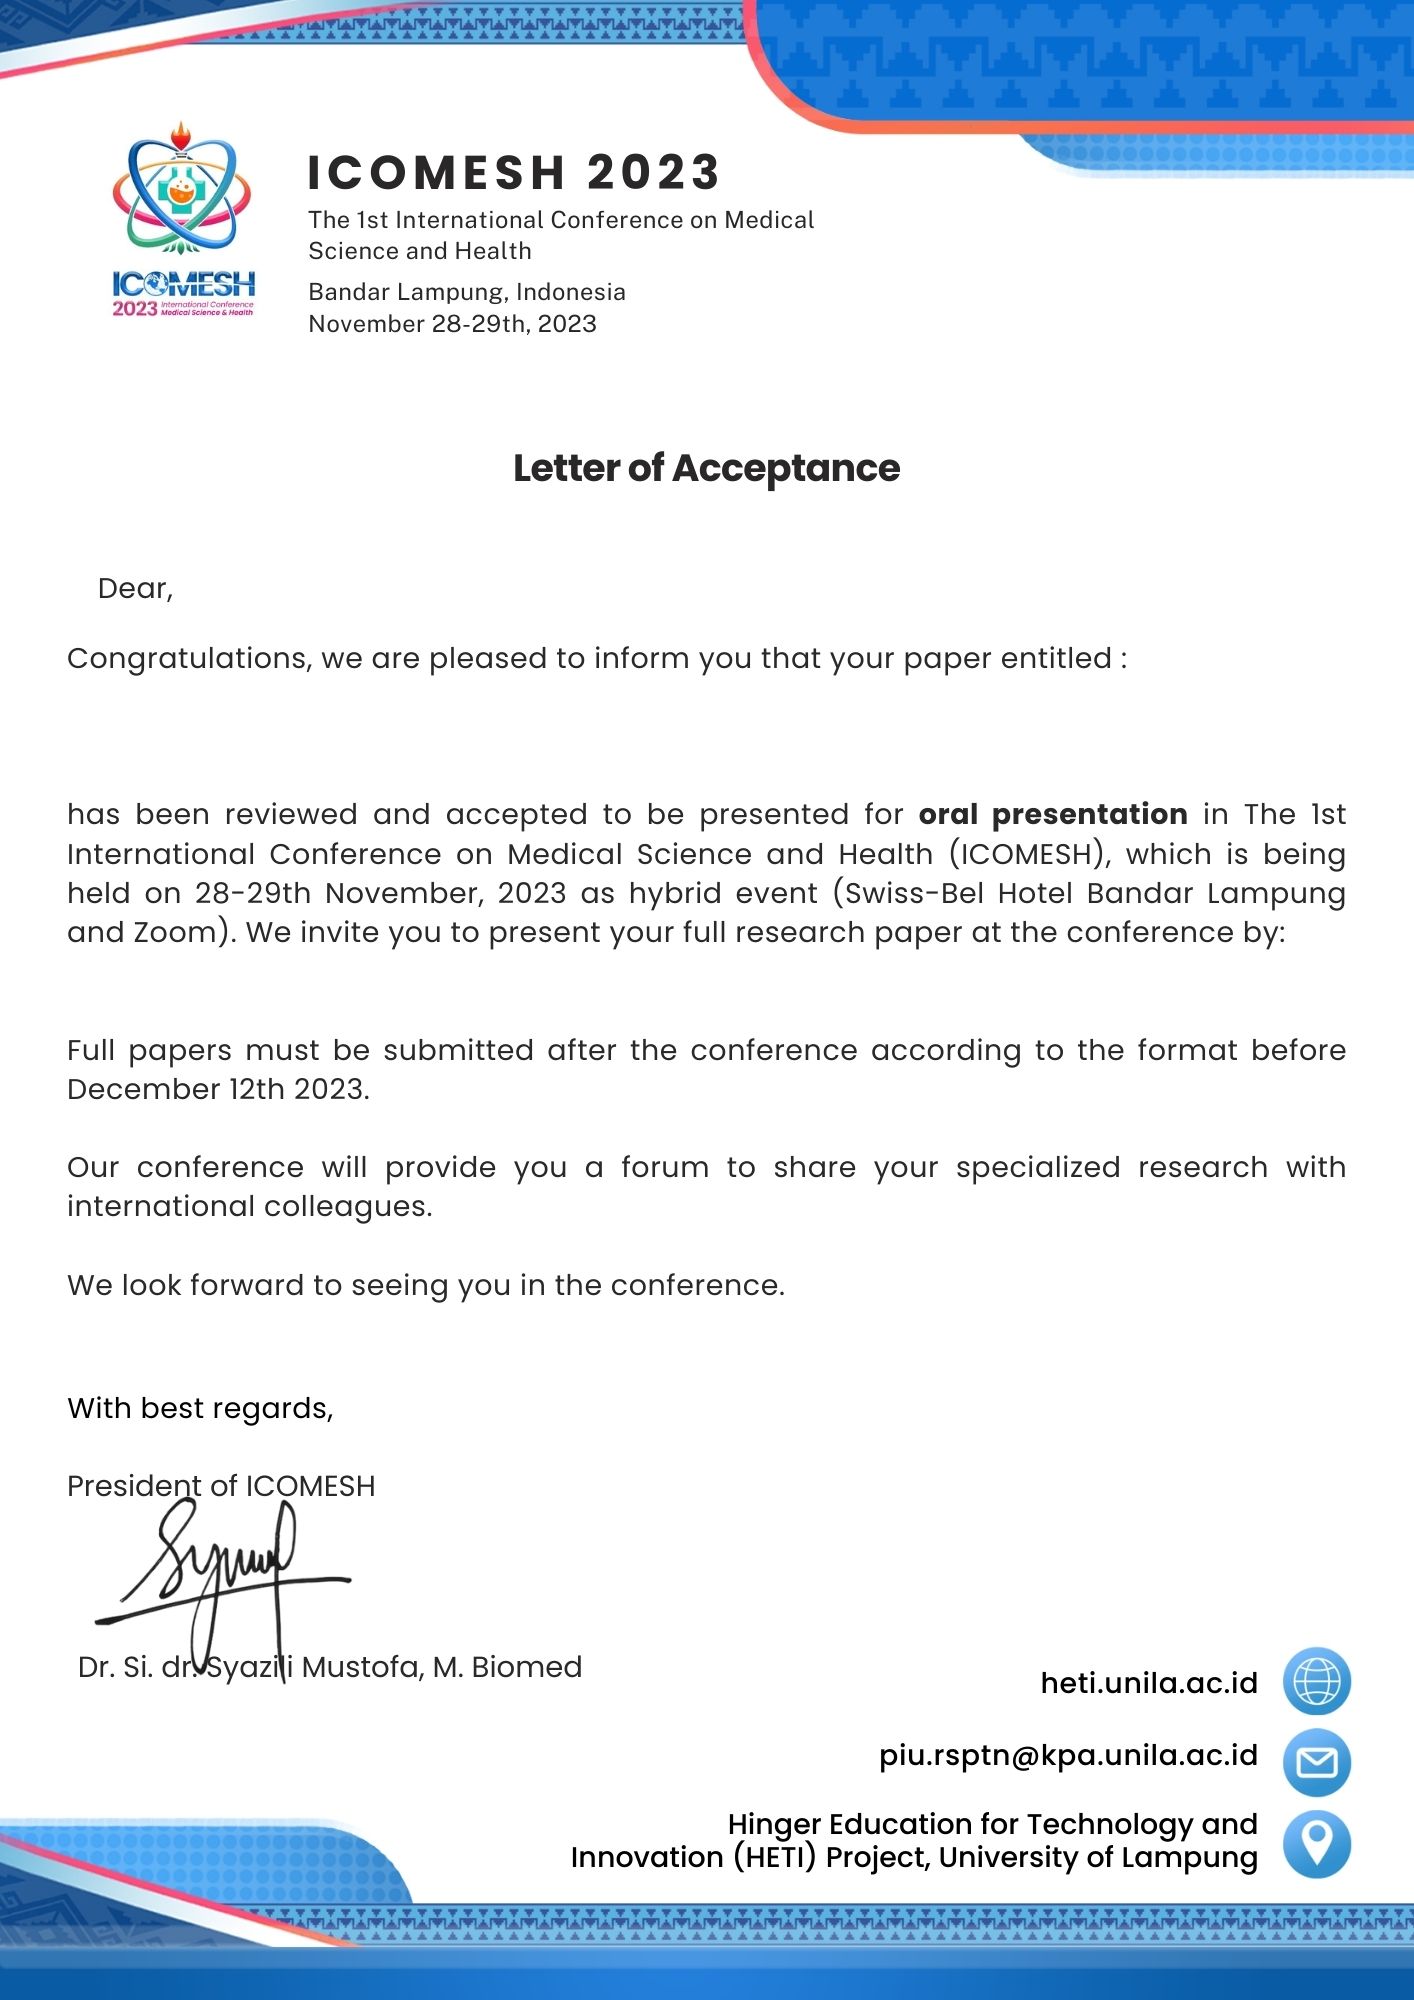 ICOMESH 2023
The 1st International Conference on Medical
Science and Health
Bandar Lampung, Indonesia
November 28-29th, 2023
ICOMESH
2023 International Conference
Medical Science & Health
Letter of Acceptance
Dear,
Congratulations, we are pleased to inform you that your paper entitled :
has been reviewed and accepted to be presented for oral presentation in The 1st
International Conference on Medical Science and Health (ICOMESH), which is being
held on 28-29th November, 2023 as hybrid event (Swiss-Bel Hotel Bandar Lampung
and Zoom). We invite you to present your full research paper at the conference by:
Full papers must be submitted after the conference according to the format before
December 12th 2023.
Our conference will provide you a forum to share your specialized research with
international colleagues.
We look forward to seeing you in the conference.
With best regards,
President of ICOMESH
Dr. Si. dr. Syazili Mustofa, M. Biomed
heti.unila.ac.id
piu.rsptn@kpa.unila.ac.id
Hinger Education for Technology and
Innovation (HETI) Project, University of Lampung